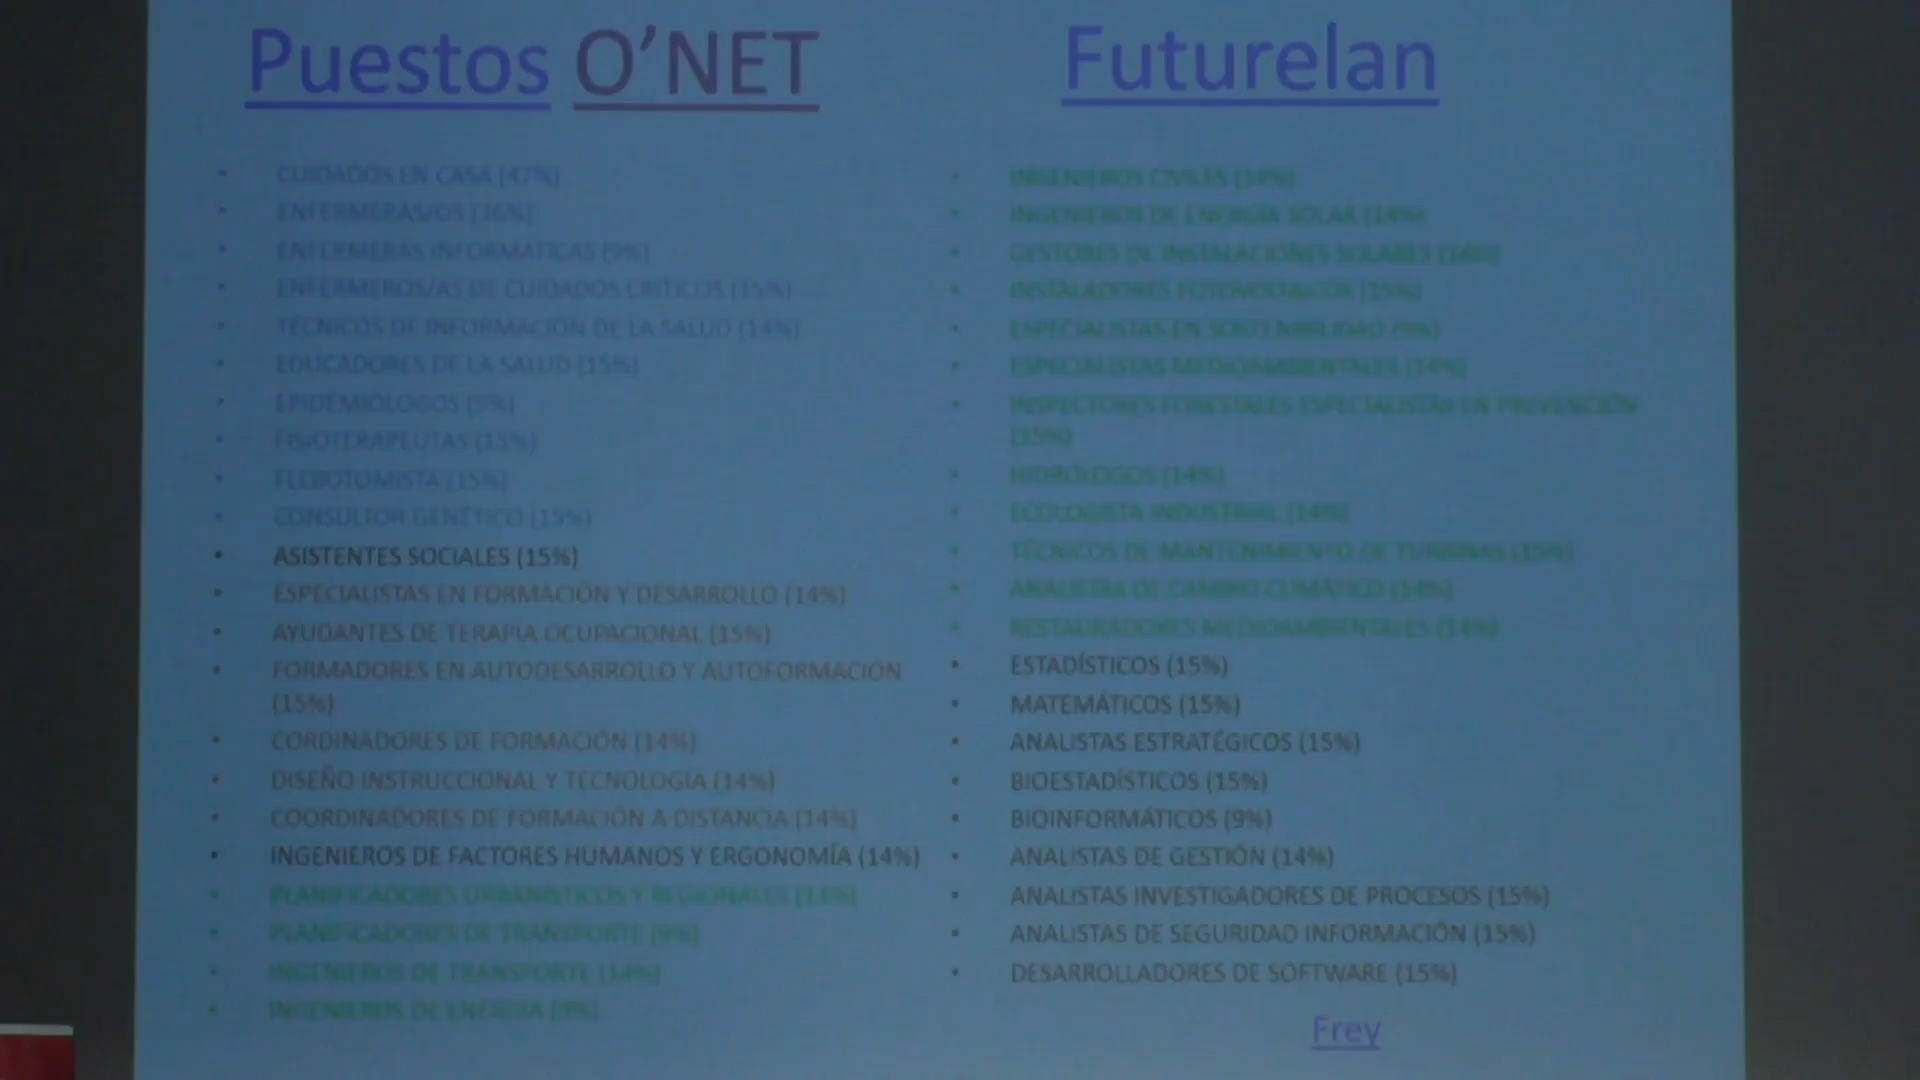 Puestos O'NET
CUIDADOS EN CASA (47%)
ENFERMERAS/OS (36%)
ENFERMERAS INFORMÁTICAS (9%)
ENFERMEROS/AS DE CUIDADOS CRÍTICOS (15%)
TÉCNICOS DE INFORMACIÓN DE LA SALUD (14%)
EDUCADORES DE LA SALUD (15%)
EPIDEMIOLOGOS (9%)
FISIOTERAPEUTAS (15%)
FLEBOTOMISTA (15%)
CONSULTOR GENÉTICO (15%)
ASISTENTES SOCIALES (15%)
ESPECIALISTAS EN FORMACIÓN Y DESARROLLO (14%)
AYUDANTES DE TERAPIA OCUPACIONAL (15%)
FORMADORES EN AUTODESARROLLO Y AUTOFORMACIÓN
(15%)
CORDINADORES DE FORMACIÓN (14%)
DISEÑO INSTRUCCIONAL Y TECNOLOGÍA (14%)
COORDINADORES DE FORMACIÓN A DISTANCIA (14%)
INGENIEROS DE FACTORES HUMANOS Y ERGONOMÍA (14%)
PLANIFICADORES URBANÍSTICOS Y REGIONALES (14%)
PLANIFICADORES DE TRANSPORTE (9%)
INGENIEROS DE TRANSPORTE (14%)
INGENIEROS DE ENERGÍA (9%)
Futurelan
INGENIEROS CIVILES (14%)
INGENIEROS DE ENERGÍA SOLAR (14%)
GESTORES DE INSTALACIONES SOLARES (14%)
INSTALADORES FOTOVOLTAICOS (15%)
ESPECIALISTAS EN SOSTENIBILIDAD (9%)
ESPECIALISTAS MEDIOAMBIENTALES (14%)
INSPECTORES FORESTALES ESPECIALISTAS EN PREVENCIÓN
(15%)
HIDROLOGOS (14%)
ECOLOGISTA INDUSTRIAL (14%)
TÉCNICOS DE MANTENIMIENTO DE TURBINAS (15%)
ANALISTAS DE CAMBIO CLIMÁTICO (14%)
RESTAURADORES MEDIOAMBIENTALES (14%)
ESTADÍSTICOS (15%)
MATEMÁTICOS (15%)
ANALISTAS ESTRATÉGICOS (15%)
BIOESTADÍSTICOS (15%)
BIOINFORMÁTICOS (9%)
ANALISTAS DE GESTIÓN (14%)
ANALISTAS INVESTIGADORES DE PROCESOS (15%)
ANALISTAS DE SEGURIDAD INFORMACIÓN (15%)
DESARROLLADORES DE SOFTWARE (15%)
Frey